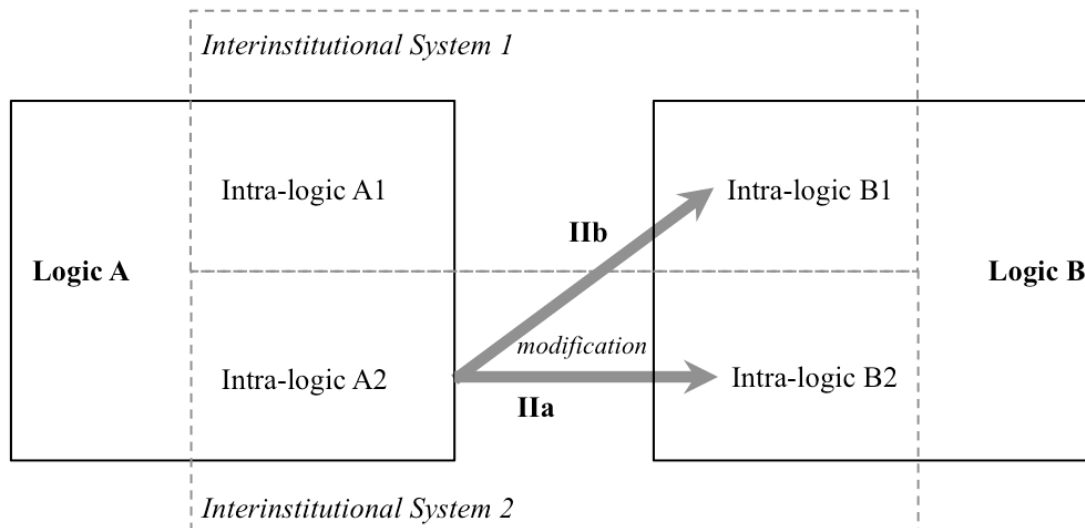 Interinstitutional System 1
Intra-logic A1
Intra-logic B1
IIb
Logic A
Logic B
modification
Intra-logic A2
Intra-logic B2
IIa
Interinstitutional System 2